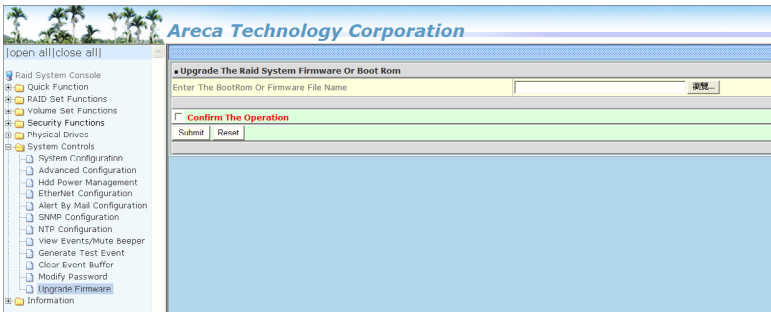 Areca Technology Corporation
|open all|close all|
Raid System Console
Quick Function
RAID Set Functions
Volume Set Functions
Security Functions
Physical Drives
System Controls
System Configuration
Advanced Configuration
Hdd Power Management
EtherNet Configuration
Alert By Mail Configuration
SNMP Configuration
NTP Configuration
View Events/Mute Beeper
Generate Test Event
Clear Event Buffer
Modify Password
Upgrade Firmware
Information
Upgrade The Raid System Firmware Or Boot Rom
Enter The BootRom Or Firmware File Name 瀏覽...
Confirm The Operation
Submit Reset